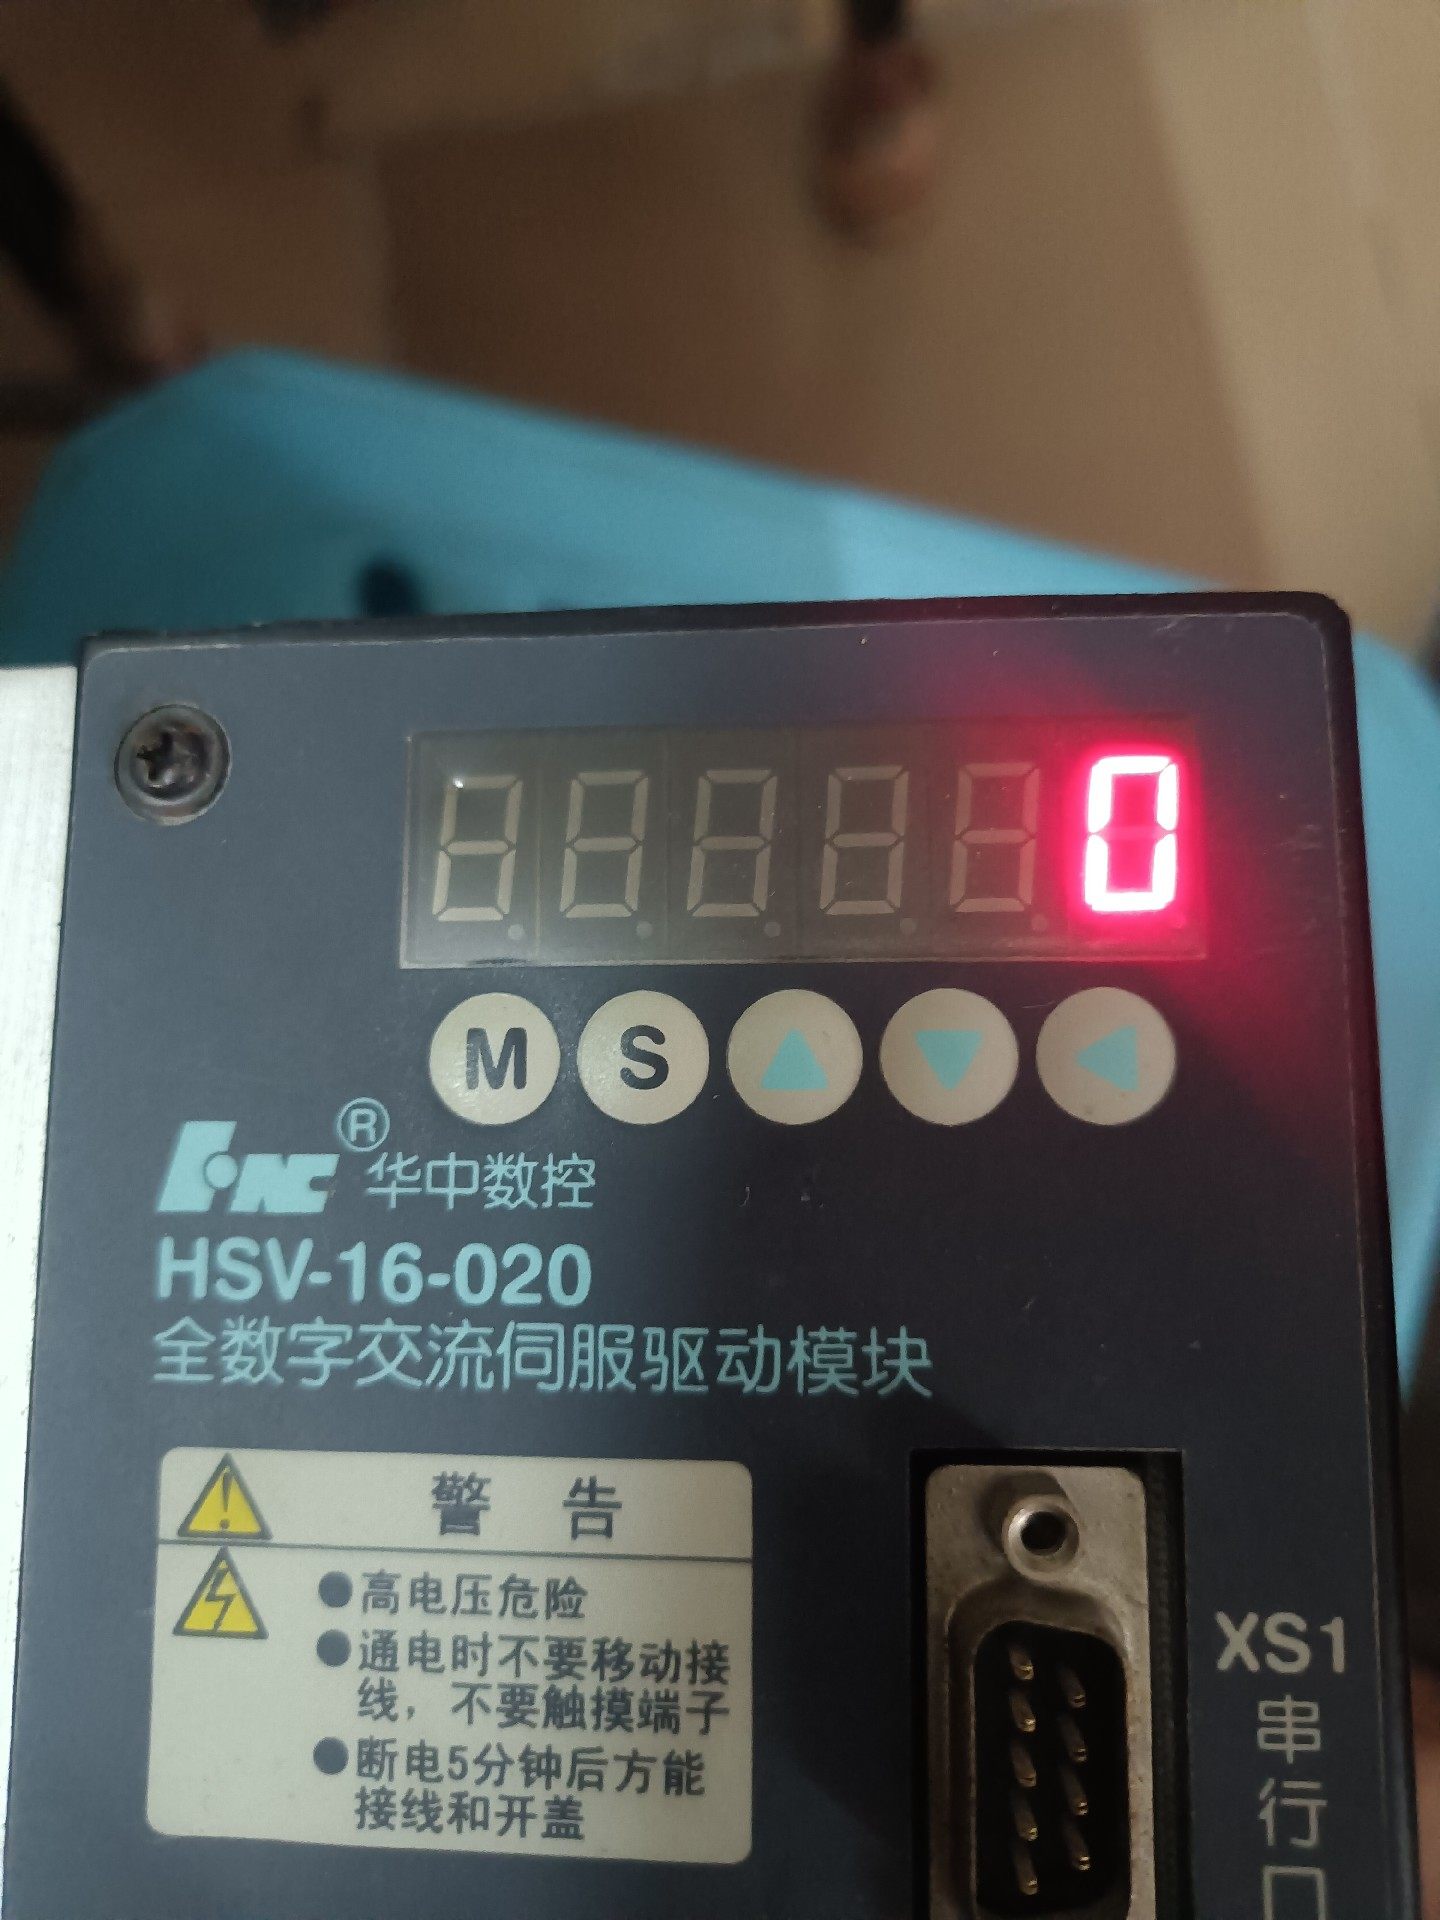 0
M S
HNC® 华中数控
HSV-16-020
全数字交流伺服驱动模块
警 告
●高电压危险
●通电时不要移动接
线，不要触摸端子
●断电5分钟后方能
接线和开盖
XS1
串
行
口